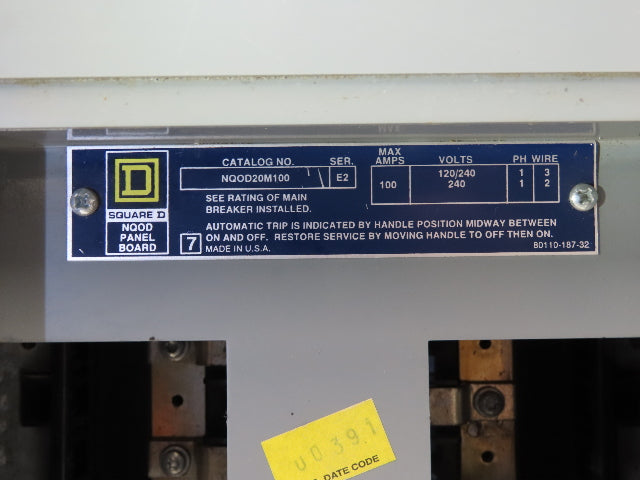 CATALOG NO. SER.
NQOD20M100 E2
SEE RATING OF MAIN
BREAKER INSTALLED.
MAX
AMPS VOLTS PH WIRE
100 120/240 1 3
240 1 2
D
SQUARE D
NQOD
PANEL
BOARD
7
AUTOMATIC TRIP IS INDICATED BY HANDLE POSITION MIDWAY BETWEEN
ON AND OFF. RESTORE SERVICE BY MOVING HANDLE TO OFF THEN ON.
MADE IN U.S.A. 80110-187-32
U0391
DATE CODE